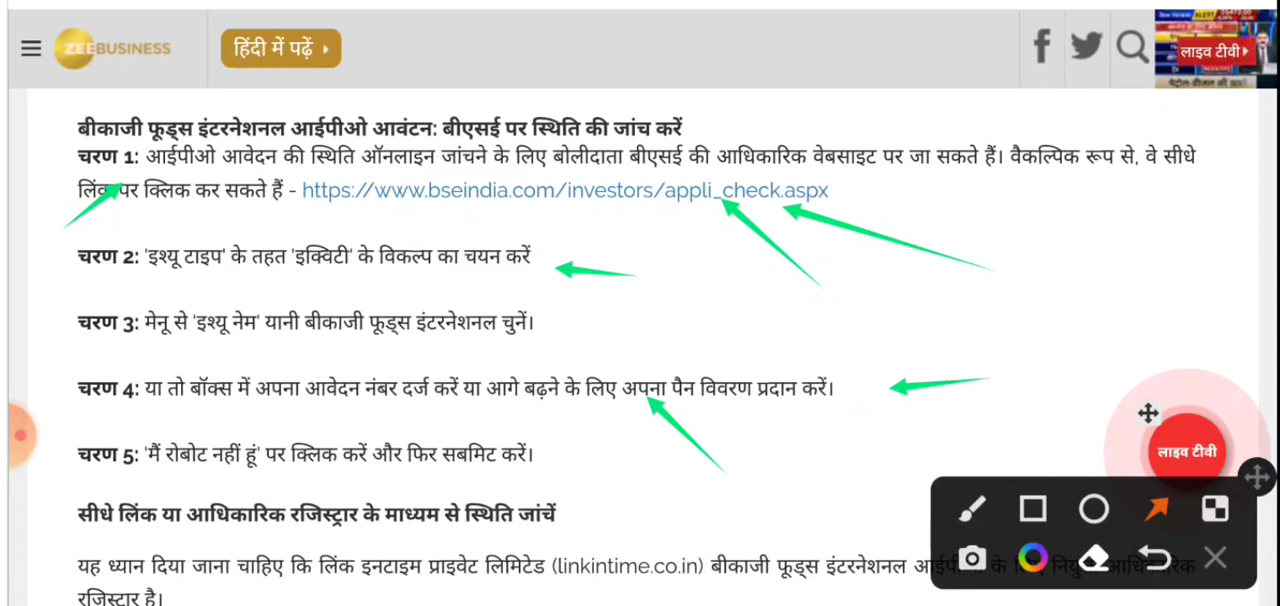 ZEEBUSINESS
हिंदी में पढ़ें
लाइव टीवी
बीकाजी फूड्स इंटरनेशनल आईपीओ आवंटन: बीएसई पर स्थिति की जांच करें
चरण 1: आईपीओ आवेदन की स्थिति ऑनलाइन जांचने के लिए बोलीदाता बीएसई की आधिकारिक वेबसाइट पर जा सकते हैं। वैकल्पिक रूप से, वे सीधे
लिंक पर क्लिक कर सकते हैं - https://www.bseindia.com/investors/appli_check.aspx
चरण 2: 'इश्यू टाइप' के तहत 'इक्विटी' के विकल्प का चयन करें
चरण 3: मेनू से 'इश्यू नेम' यानी बीकाजी फूड्स इंटरनेशनल चुनें।
चरण 4: या तो बॉक्स में अपना आवेदन नंबर दर्ज करें या आगे बढ़ने के लिए अपना पैन विवरण प्रदान करें।
चरण 5: 'मैं रोबोट नहीं हूं' पर क्लिक करें और फिर सबमिट करें।
लाइव टीवी
सीधे लिंक या आधिकारिक रजिस्ट्रार के माध्यम से स्थिति जांचें
यह ध्यान दिया जाना चाहिए कि लिंक इनटाइम प्राइवेट लिमिटेड (linkintime.co.in) बीकाजी फूड्स इंटरनेशनल के लिए
रजिस्ट्रार है।